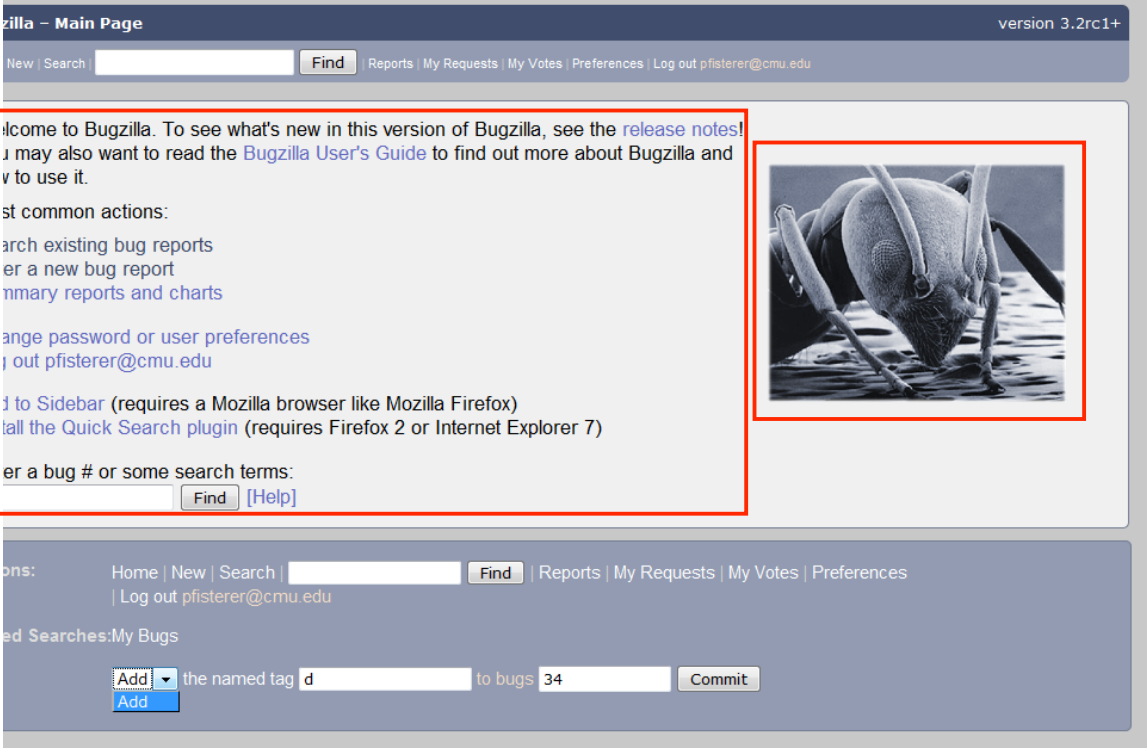 zilla – Main Page
version 3.2rc1+
New | Search | Find | Reports | My Requests | My Votes | Preferences | Log out pfisterer@cmu.edu
lcome to Bugzilla. To see what's new in this version of Bugzilla, see the release notes!
u may also want to read the Bugzilla User's Guide to find out more about Bugzilla and
w to use it.
st common actions:
arch existing bug reports
er a new bug report
mmary reports and charts
ange password or user preferences
g out pfisterer@cmu.edu
d to Sidebar (requires a Mozilla browser like Mozilla Firefox)
tall the Quick Search plugin (requires Firefox 2 or Internet Explorer 7)
er a bug # or some search terms:
Find [Help]
ons: Home | New | Search | Find | Reports | My Requests | My Votes | Preferences
| Log out pfisterer@cmu.edu
ed Searches: My Bugs
Add the named tag d to bugs 34 Commit
Add